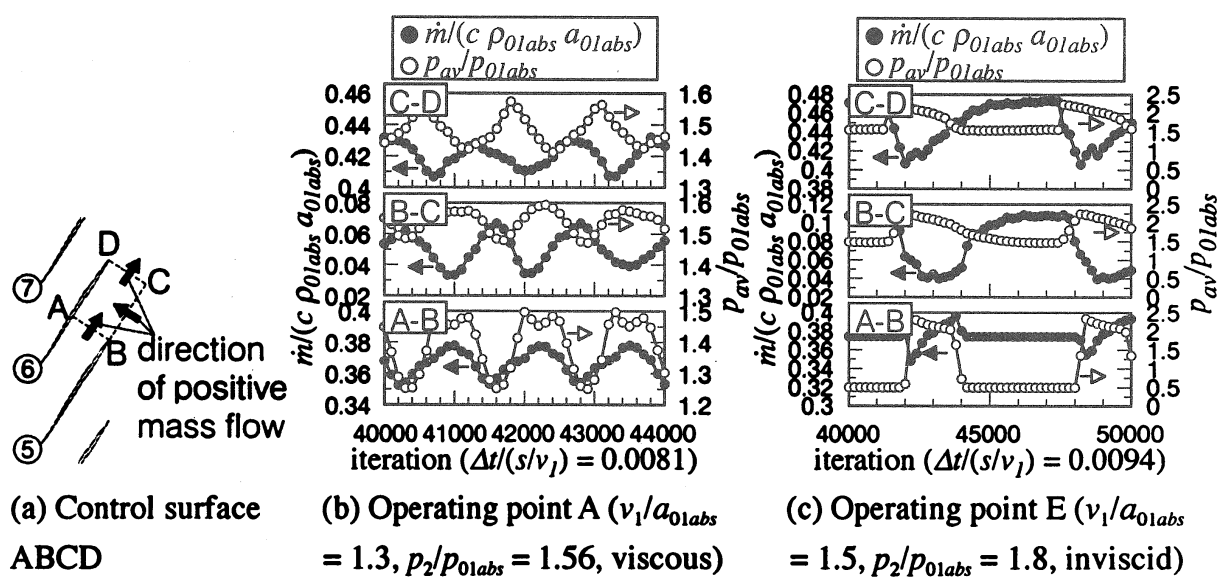 ● ṁ/(c ρ01abs a01abs)
○ pav/p01abs
● ṁ/(c ρ01abs a01abs)
○ pav/p01abs
7
D
C
A
B
6
5
direction
of positive
mass flow
ṁ/(c ρ01abs a01abs)
C-D
0.46
0.44
0.42
0.4
1.6
1.5
1.4
1.3
B-C
0.08
0.06
0.04
0.02
1.6
1.5
1.4
1.3
A-B
0.4
0.38
0.36
0.34
1.5
1.4
1.3
1.2
pav/p01abs
40000 41000 42000 43000 44000
iteration (Δt/(s/v1) = 0.0081)
ṁ/(c ρ01abs a01abs)
C-D
0.48
0.46
0.44
0.42
0.4
0.38
2.5
2
1.5
1
0.5
0
B-C
0.12
0.1
0.08
0.06
0.04
0.02
2.5
2
1.5
1
0.5
0
A-B
0.4
0.38
0.36
0.34
0.32
0.3
2.5
2
1.5
1
0.5
0
pav/p01abs
40000 45000 50000
iteration (Δt/(s/v1) = 0.0094)
(a) Control surface
ABCD
(b) Operating point A (v1/a01abs
= 1.3, p2/p01abs = 1.56, viscous)
(c) Operating point E (v1/a01abs
= 1.5, p2/p01abs = 1.8, inviscid)